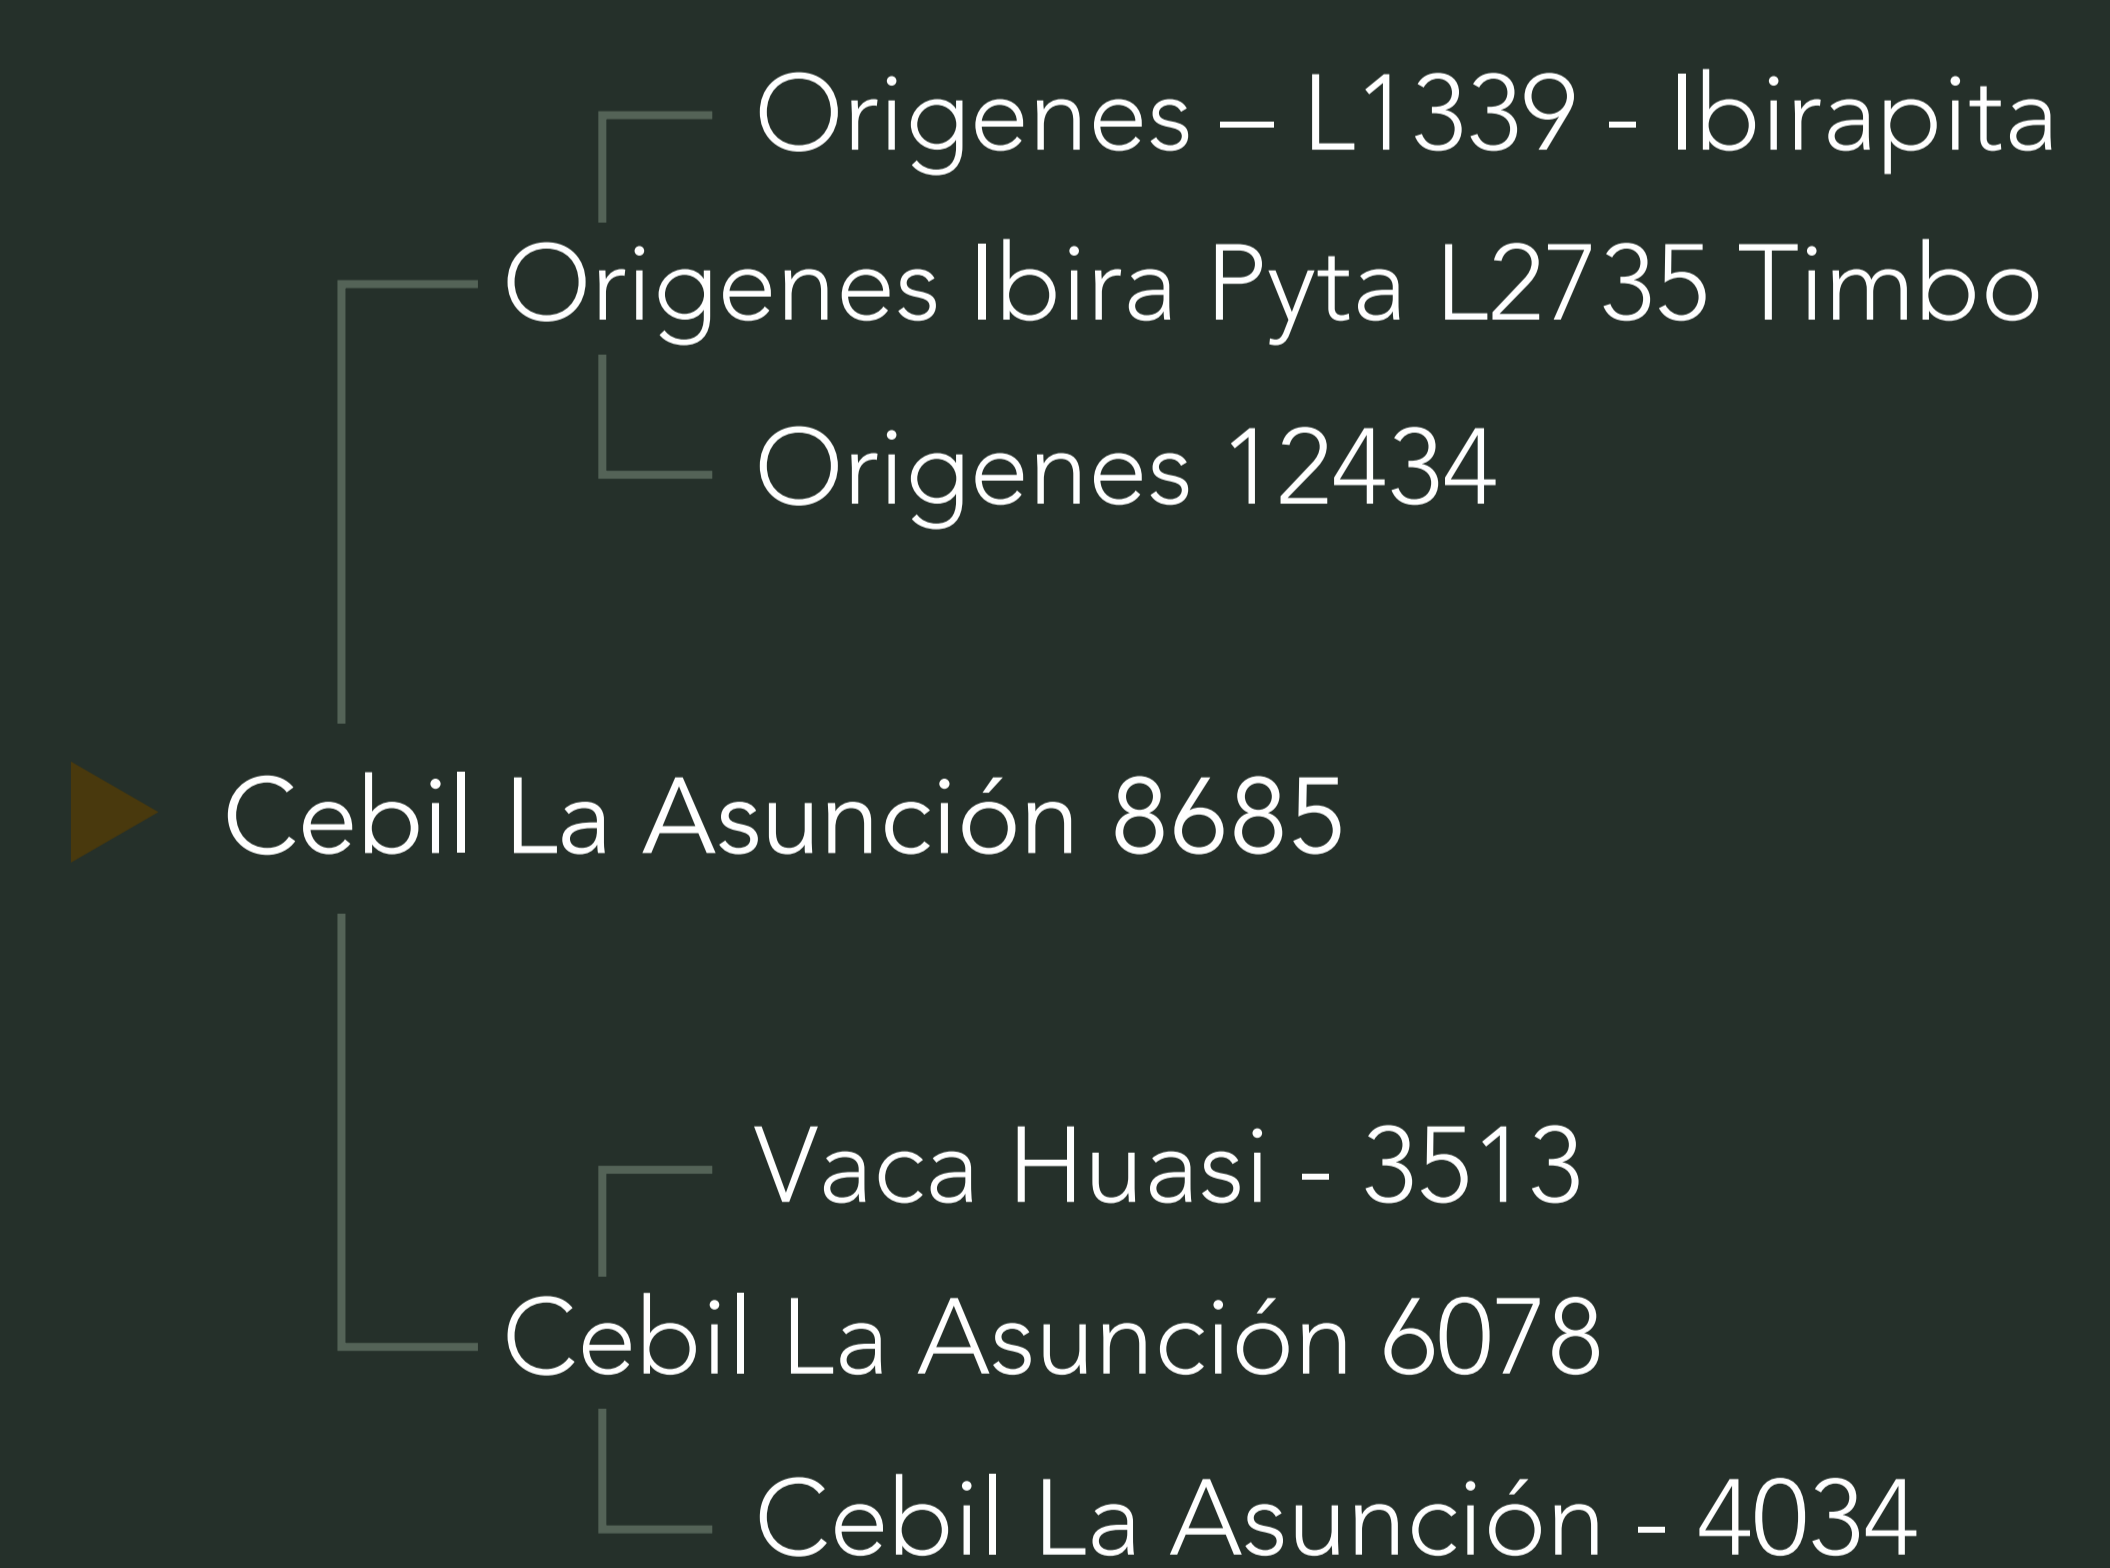 Origenes – L1339 - Ibirapita
Origenes Ibira Pyta L2735 Timbo
Origenes 12434
Cebil La Asunción 8685
Vaca Huasi - 3513
Cebil La Asunción 6078
Cebil La Asunción - 4034